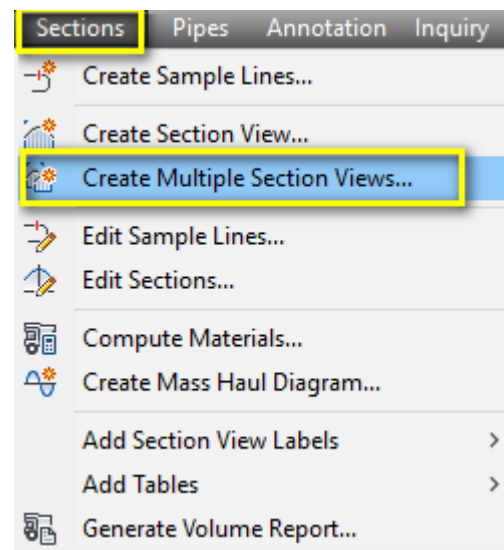 Sections Pipes Annotation Inquiry
Create Sample Lines...
Create Section View...
Create Multiple Section Views...
Edit Sample Lines...
Edit Sections...
Compute Materials...
Create Mass Haul Diagram...
Add Section View Labels >
Add Tables >
Generate Volume Report...